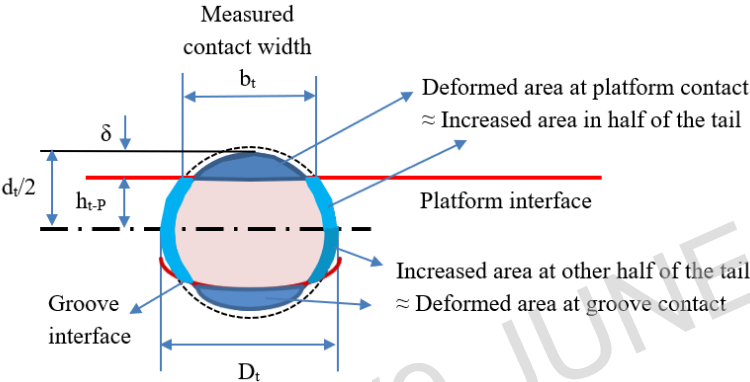 Measured
contact width
bₜ
Deformed area at platform contact
≈ Increased area in half of the tail
δ
dₜ/2
hₜ₋P
Platform interface
Increased area at other half of the tail
≈ Deformed area at groove contact
Groove
interface
Dₜ
JUNE